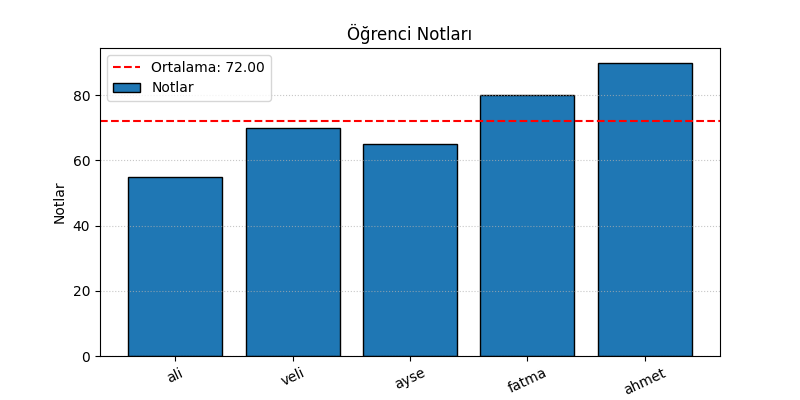 Öğrenci Notları
Ortalama: 72.00
Notlar
Notlar
80
60
40
20
0
ali
veli
ayse
fatma
ahmet